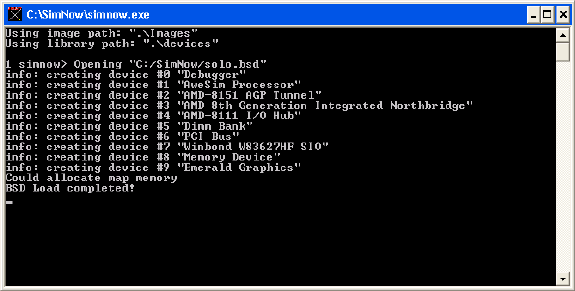 C:\SimNow\simnow.exe
Using image path: ".\Images"
Using library path: ".\devices"
1 simnow> Opening "C:/SimNow/solo.bsd"
info: creating device #0 "Debugger"
info: creating device #1 "AweSim Processor"
info: creating device #2 "AMD-8151 AGP Tunnel"
info: creating device #3 "AMD 8th Generation Integrated Northbridge"
info: creating device #4 "AMD-8111 I/O Hub"
info: creating device #5 "Dimm Bank"
info: creating device #6 "PCI Bus"
info: creating device #7 "Winbond W83627HF SIO"
info: creating device #8 "Memory Device"
info: creating device #9 "Emerald Graphics"
Could allocate map memory
BSD Load completed!